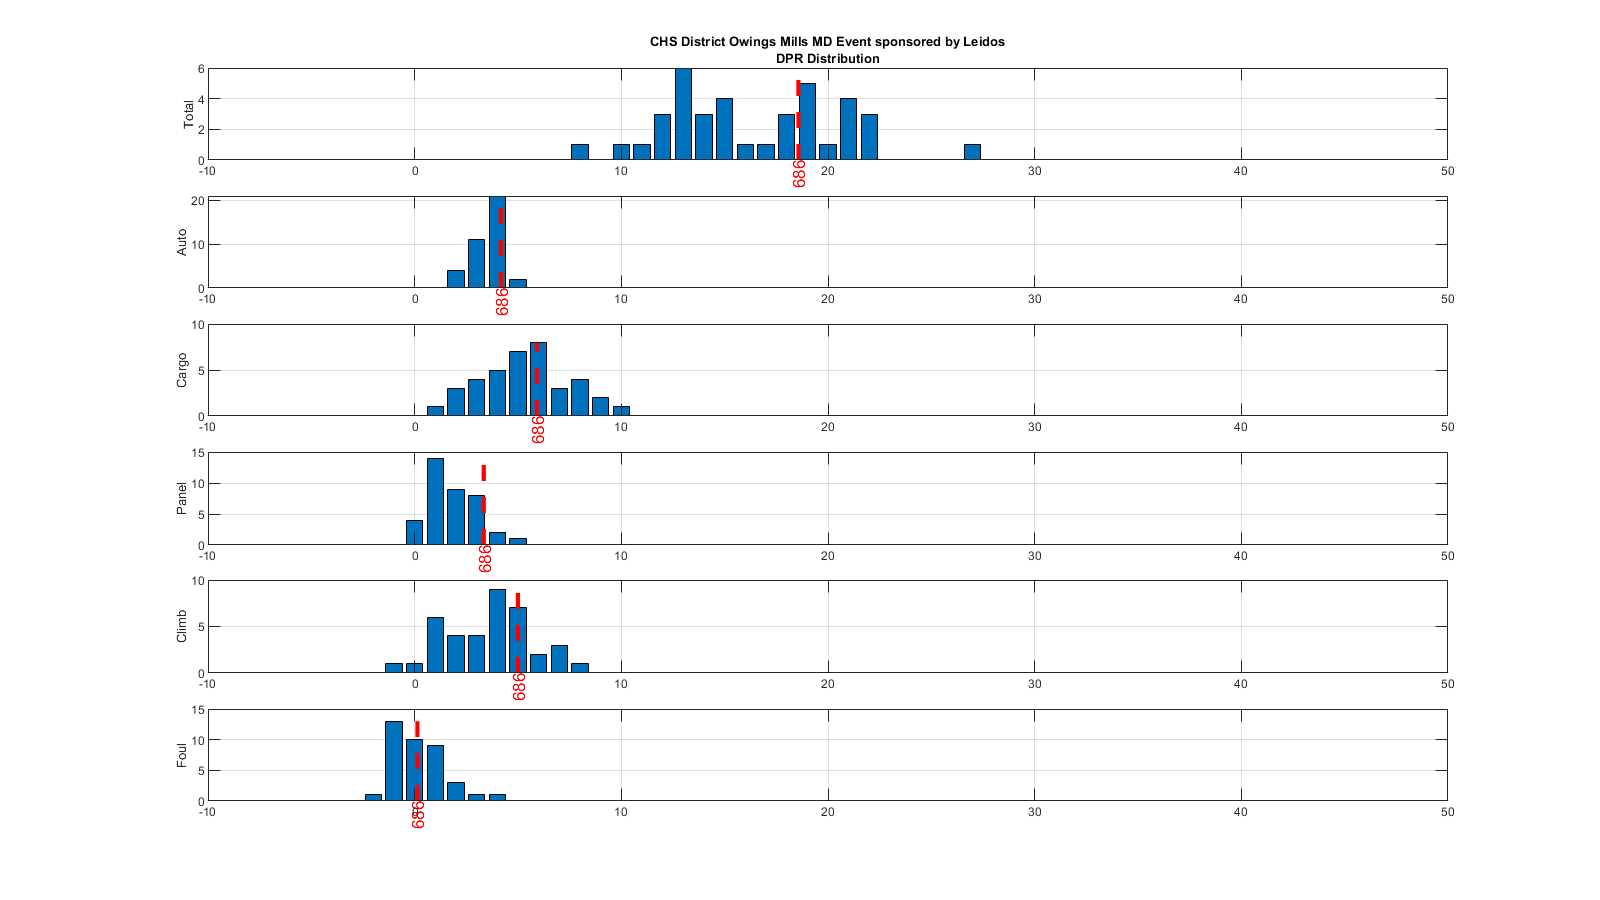 CHS District Owings Mills MD Event sponsored by Leidos
DPR Distribution
Total
6
4
2
0
-10 0 10 20 30 40 50
686
Auto
20
10
0
-10 0 10 20 30 40 50
686
Cargo
10
5
0
-10 0 10 20 30 40 50
686
Panel
15
10
5
0
-10 0 10 20 30 40 50
686
Climb
10
5
0
-10 0 10 20 30 40 50
686
Foul
15
10
5
0
-10 0 10 20 30 40 50
686